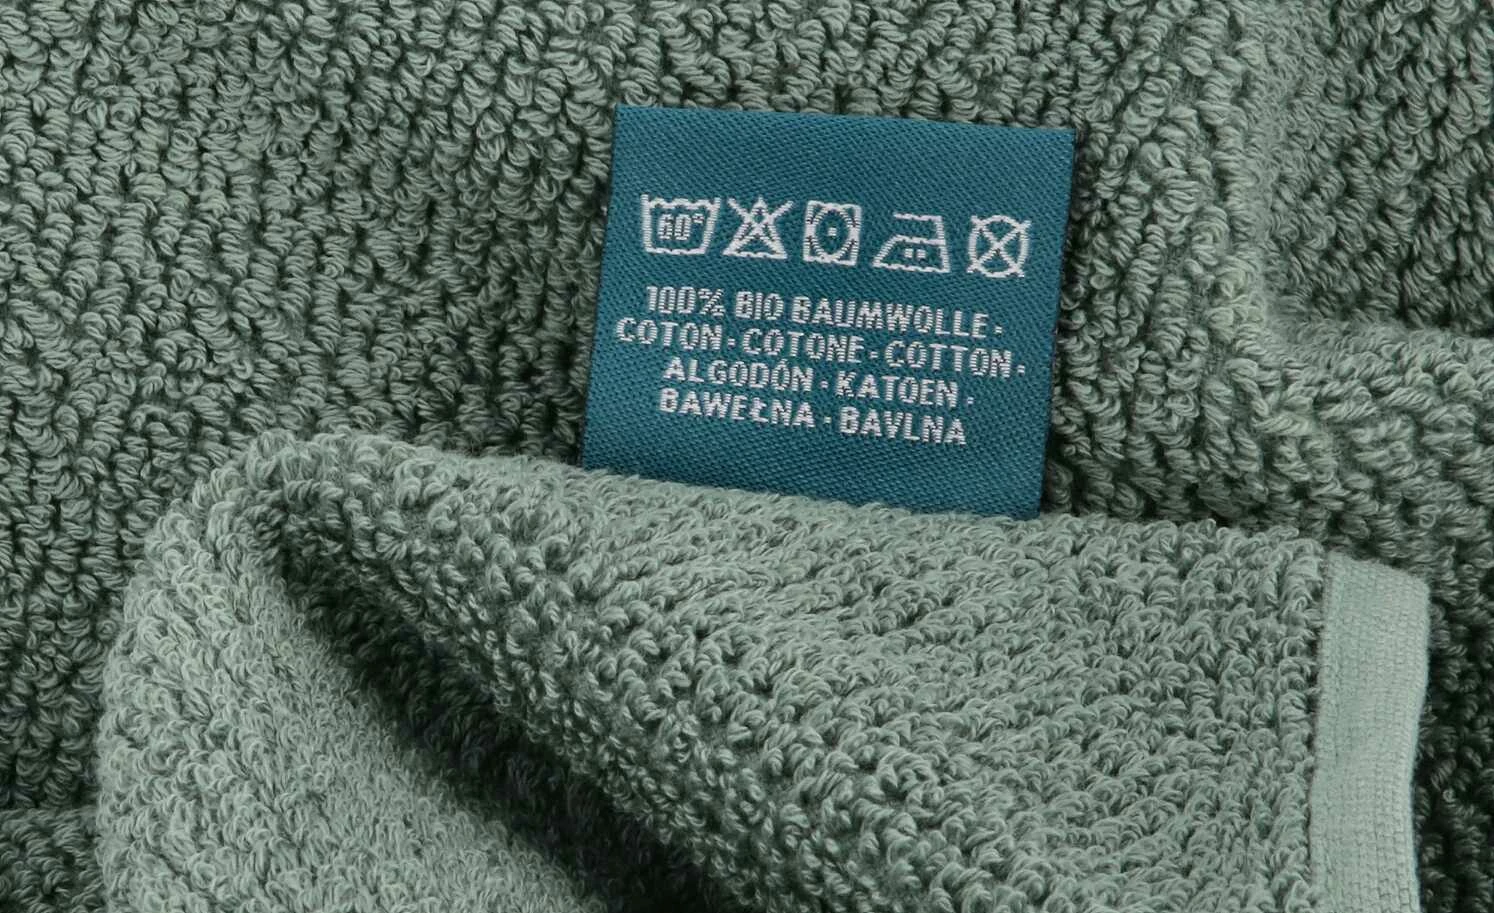 60°
100% BIO BAUMWOLLE ·
COTON · COTONE · COTTON ·
ALGODÓN · KATOEN ·
BAWEŁNA · BAVLNA